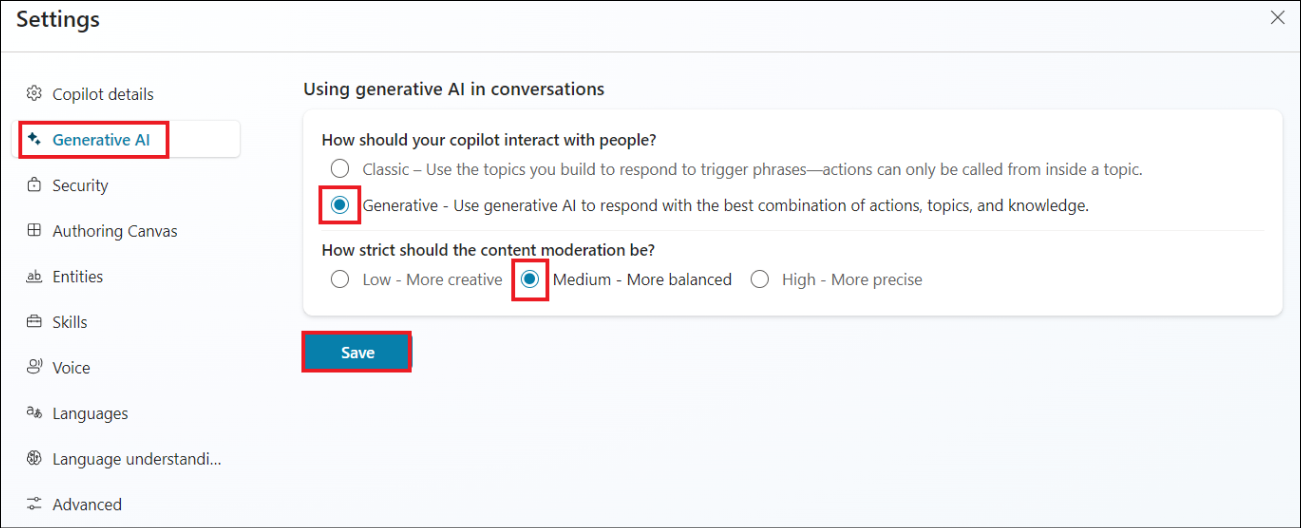 Settings
Copilot details
Generative AI
Security
Authoring Canvas
Entities
Skills
Voice
Languages
Language understandi...
Advanced
Using generative AI in conversations
How should your copilot interact with people?
Classic – Use the topics you build to respond to trigger phrases—actions can only be called from inside a topic.
Generative - Use generative AI to respond with the best combination of actions, topics, and knowledge.
How strict should the content moderation be?
Low - More creative Medium - More balanced High - More precise
Save